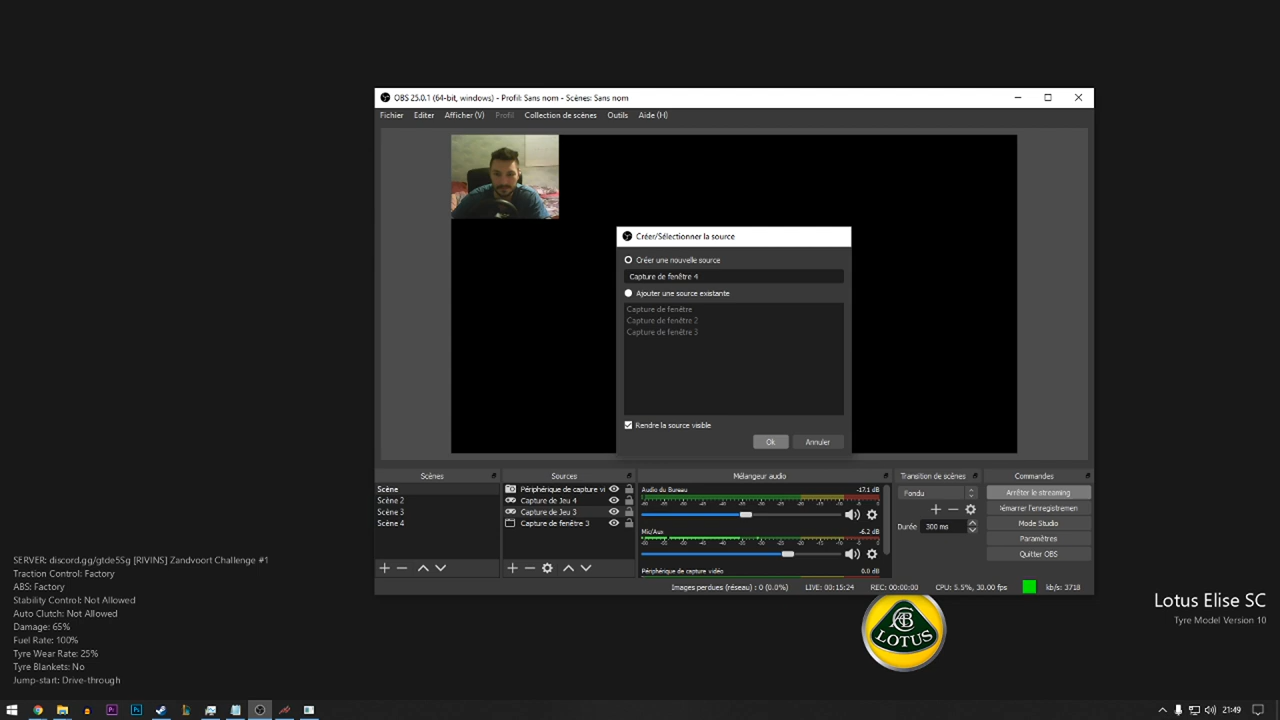 OBS 25.0.1 (64-bit, windows) - Profil: Sans nom - Scènes: Sans nom
Fichier Editer Afficher (V) Profil Collection de scènes Outils Aide (H)
Créer/Sélectionner la source
Créer une nouvelle source
Capture de fenêtre 4
Ajouter une source existante
Capture de fenêtre
Capture de fenêtre 2
Capture de fenêtre 3
Rendre la source visible
Ok Annuler
Scènes
Scène
Scène 2
Scène 3
Scène 4
Sources
Périphérique de capture vi
Capture de Jeu 4
Capture de Jeu 3
Capture de fenêtre 3
Mélangeur audio
Audio du Bureau -17.1 dB
Mic/Aux -6.2 dB
Périphérique de capture vidéo 0.0 dB
Transition de scènes
Fondu
Durée 300 ms
Commandes
Arrêter le streaming
émarrer l'enregistremen
Mode Studio
Paramètres
Quitter OBS
Images perdues (réseau) : 0 (0.0%) LIVE: 00:15:24 REC: 00:00:00 CPU: 5.5%, 30.00 fps kb/s: 3718
SERVER: discord.gg/gtde5Sg [RIVINS] Zandvoort Challenge #1
Traction Control: Factory
ABS: Factory
Stability Control: Not Allowed
Auto Clutch: Not Allowed
Damage: 65%
Fuel Rate: 100%
Tyre Wear Rate: 25%
Tyre Blankets: No
Jump-start: Drive-through
LOTUS
Lotus Elise SC
Tyre Model Version 10
21:49